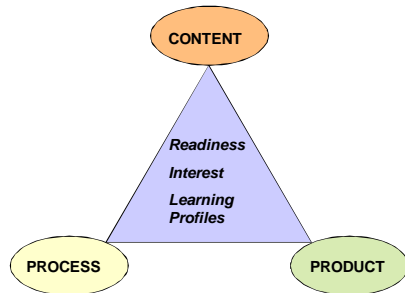 CONTENT
Readiness
Interest
Learning
Profiles
PROCESS
PRODUCT